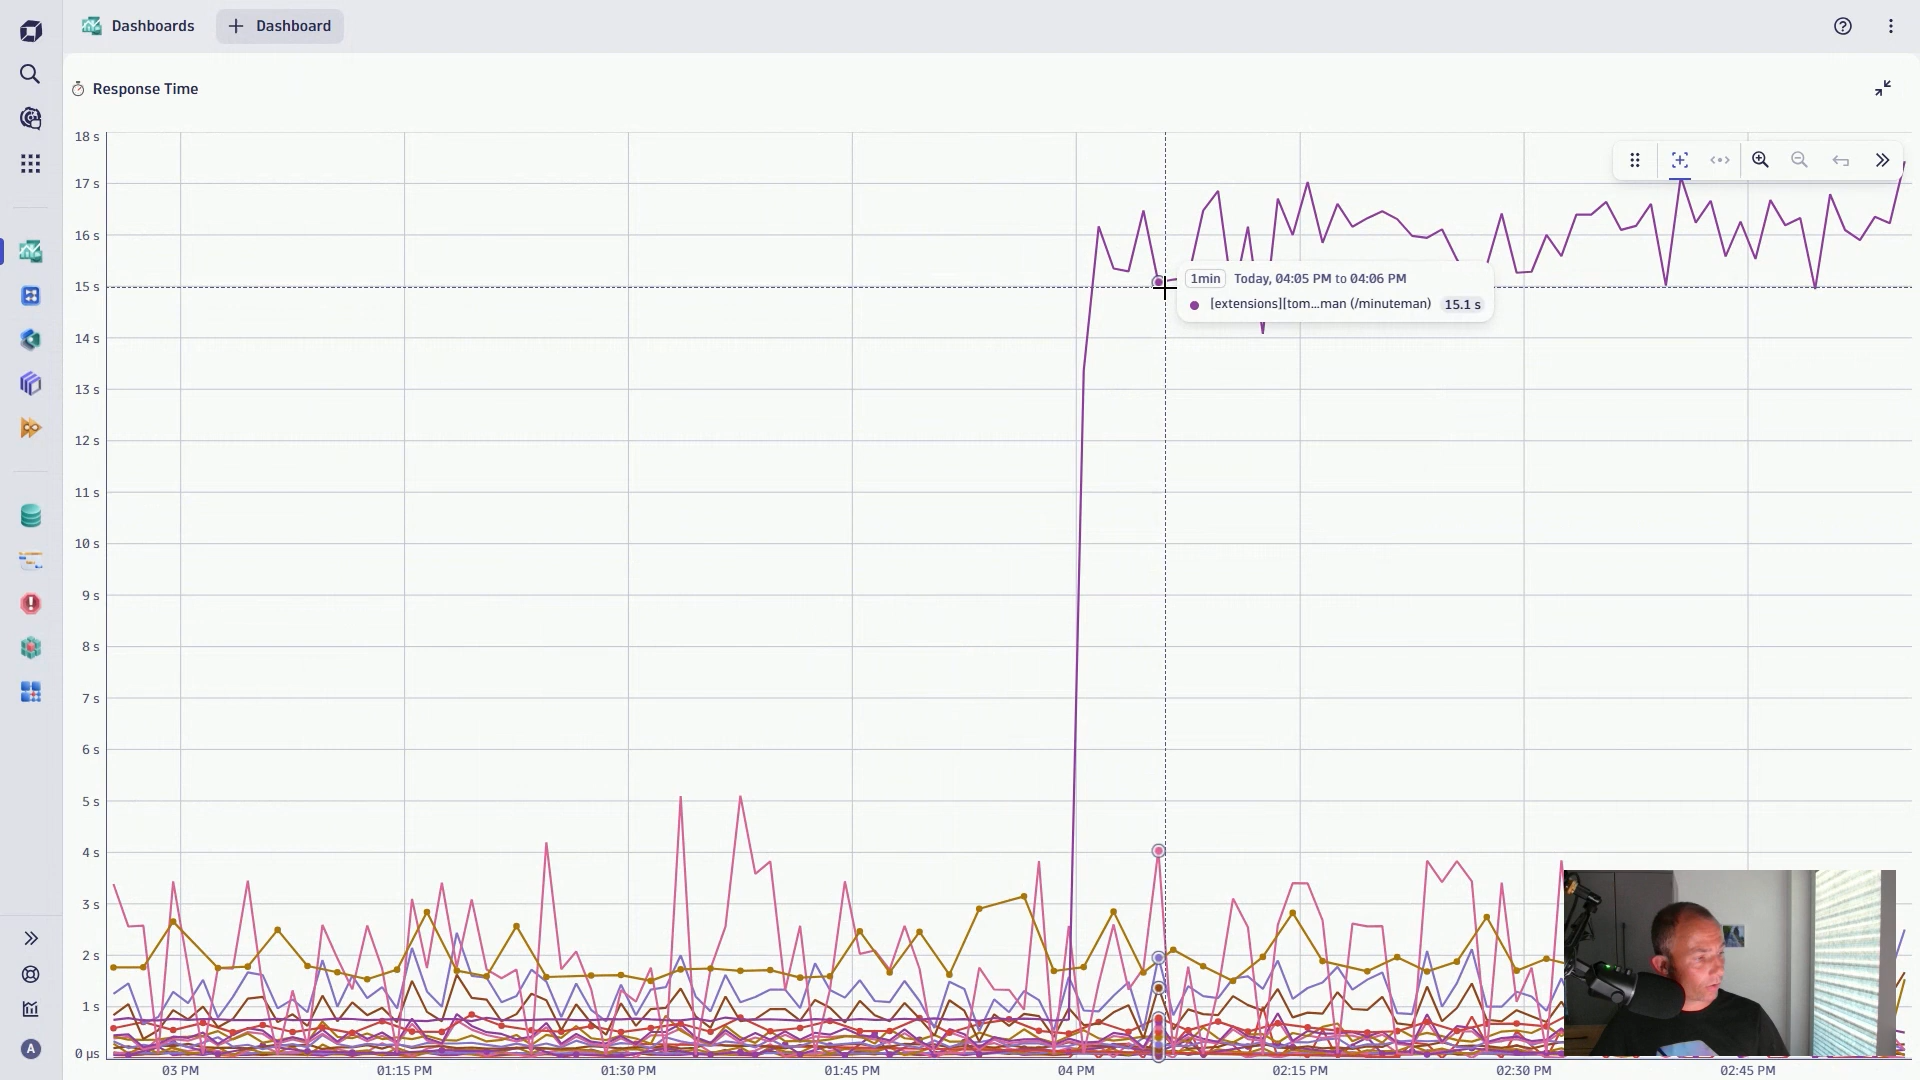 Dashboards
Dashboard
Response Time
18 s
17 s
16 s
15 s
14 s
13 s
12 s
11 s
10 s
9 s
8 s
7 s
6 s
5 s
4 s
3 s
2 s
1 s
0 µs
1min Today, 04:05 PM to 04:06 PM
[extensions][tom...man (/minuteman) 15.1 s
03 PM 01:15 PM 01:30 PM 01:45 PM 04 PM 02:15 PM 02:30 PM 02:45 PM
A